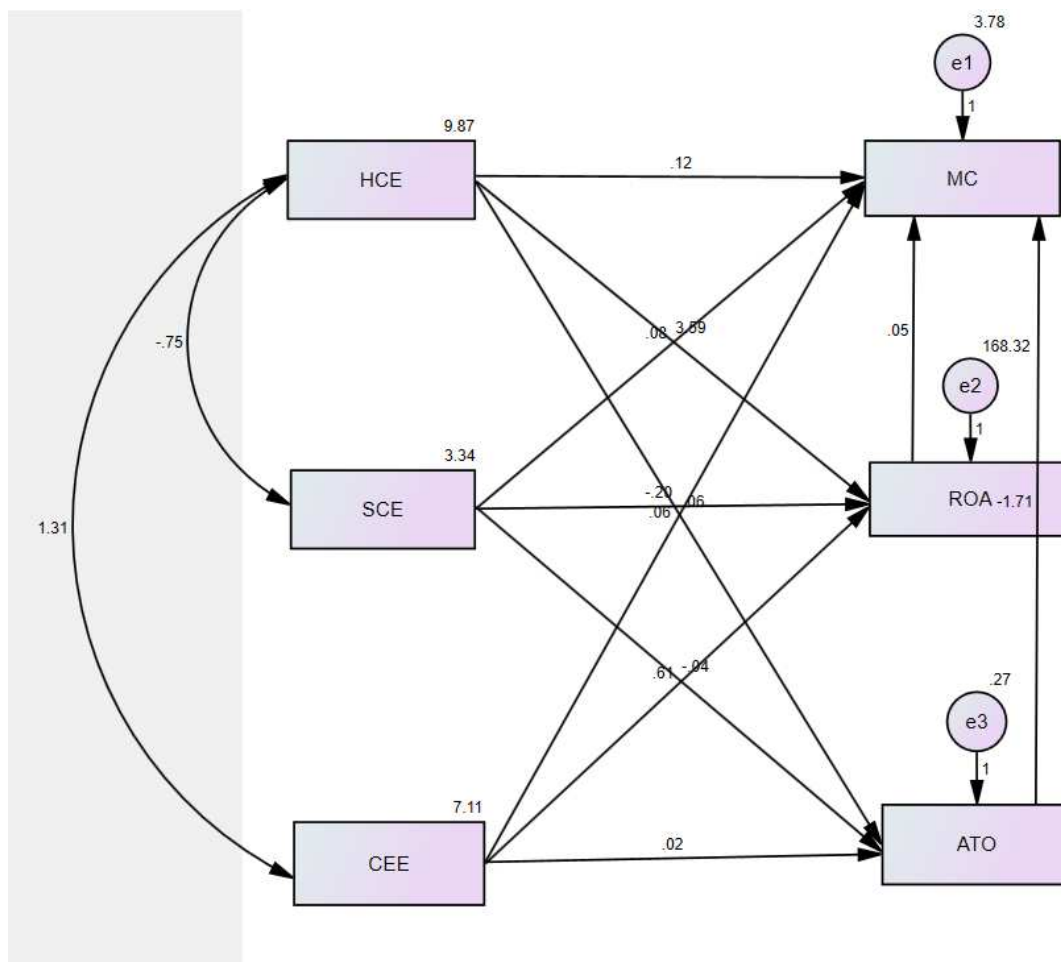 3.78
e1
1
9.87
HCE
.12
MC
-.75
.08
3.59
.05
168.32
e2
1
3.34
SCE
-.20
.06
.06
ROA
-1.71
1.31
.61
-.04
.27
e3
1
7.11
CEE
.02
ATO